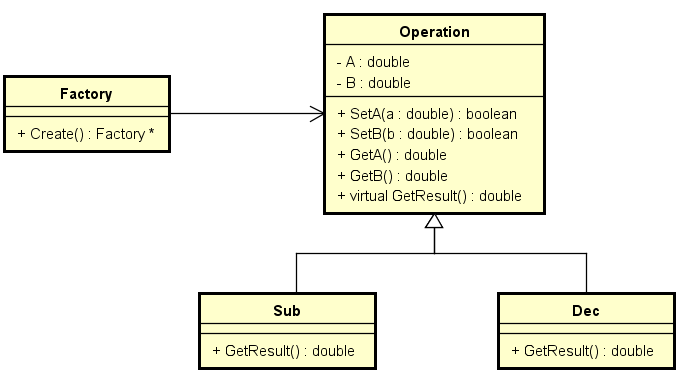 Operation
- A : double
- B : double
+ SetA(a : double) : boolean
+ SetB(b : double) : boolean
+ GetA() : double
+ GetB() : double
+ virtual GetResult() : double
Factory
+ Create() : Factory *
Sub
+ GetResult() : double
Dec
+ GetResult() : double